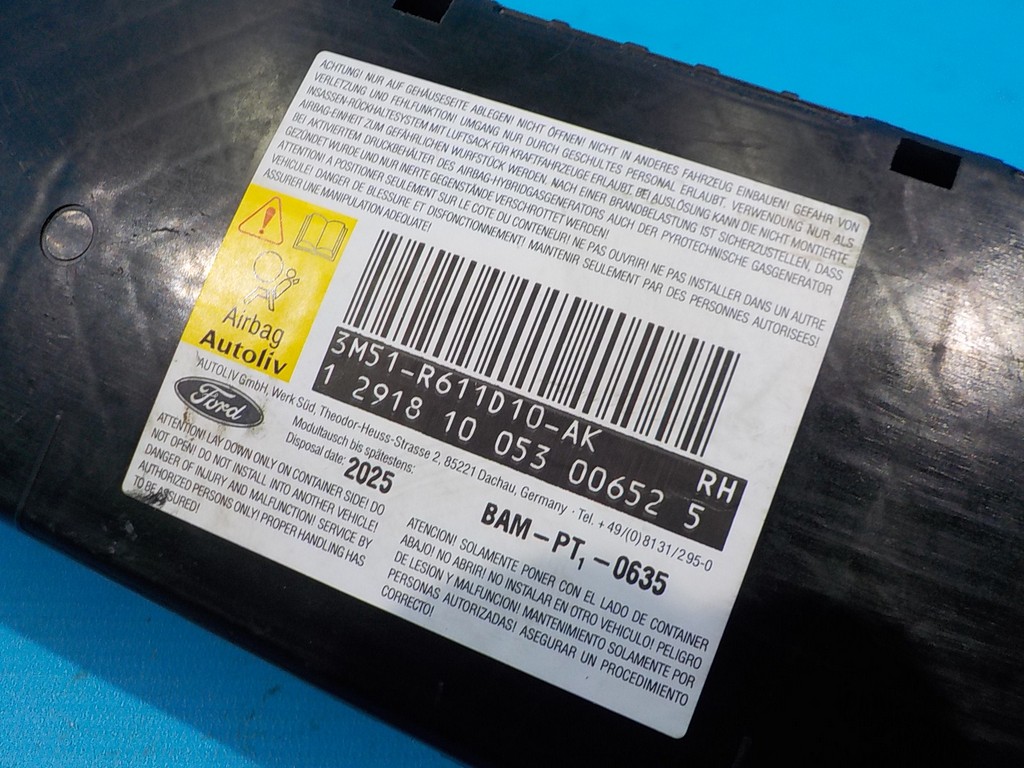 ACHTUNG! NUR AUF GEHÄUSESEITE ABLEGEN! NICHT ÖFFNEN! NICHT IN ANDERES FAHRZEUG EINBAUEN! GEFAHR VON
VERLETZUNG UND FEHLFUNKTION! UMGANG NUR DURCH GESCHULTES PERSONAL ERLAUBT. VERWENDUNG NUR ALS
INSASSEN-RÜCKHALTESYSTEM MIT LUFTSACK FÜR KRAFTFAHRZEUGE ERLAUBT. BEI AUSLÖSUNG KANN DIE NICHT MONTIERTE
AIRBAG-EINHEIT ZUM GEFÄHRLICHEN WURFSTÜCK WERDEN. NACH EINER BRANDBELASTUNG IST SICHERZUSTELLEN, DASS
BEI AKTIVIERTEM DRUCKBEHÄLTER DES AIRBAG-HYBRIDGASGENERATORS AUCH DER PYROTECHNISCHE GASGENERATOR
GEZÜNDET WURDE UND NUR INERTE GEGENSTÄNDE VERSCHROTTET WERDEN!
ATTENTION! A POSITIONER SEULEMENT SUR LE COTE DU CONTENEUR! NE PAS OUVRIR! NE PAS INSTALLER DANS UN AUTRE
VEHICULE! DANGER DE BLESSURE ET DISFONCTIONNEMENT! MAINTENIR SEULEMENT PAR DES PERSONNES AUTORISEES!
ASSURER UNE MANIPULATION ADEQUATE!
Airbag
Autoliv
3M51-R611D10-AK RH
1 2918 10 053 00652 5
AUTOLIV GmbH, Werk Süd, Theodor-Heuss-Strasse 2, 85221 Dachau, Germany · Tel. +49/(0)8131/295-0
Ford
Modultausch bis spätestens:
Disposal date: 2025
BAM-PT₁-0635
ATTENTION! LAY DOWN ONLY ON CONTAINER SIDE! DO
NOT OPEN! DO NOT INSTALL INTO ANOTHER VEHICLE!
DANGER OF INJURY AND MALFUNCTION! SERVICE BY
AUTHORIZED PERSONS ONLY! PROPER HANDLING HAS
TO BE ASSURED!
ATENCION! SOLAMENTE PONER CON EL LADO DE CONTAINER
ABAJO! NO ABRIR! NO INSTALAR EN OTRO VEHICULO! PELIGRO
DE LESION Y MALFUNCION! MANTENIMIENTO SOLAMENTE POR
PERSONAS AUTORIZADAS! ASEGURAR UN PROCEDIMIENTO
CORRECTO!